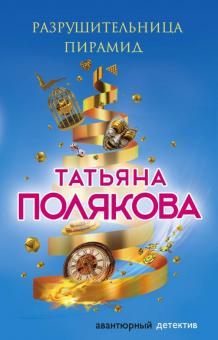 РАЗРУШИТЕЛЬНИЦА
ПИРАМИД
ТАТЬЯНА
ПОЛЯКОВА
авантюрный детектив